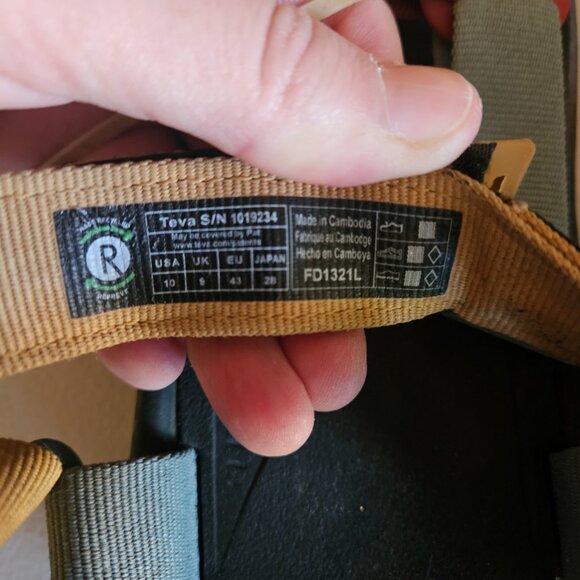 Teva S/N 1019234
May be covered by Pat
www.teva.com/patents
USA UK EU JAPAN
10 9 43 28
Made in Cambodia
Fabriqué au Cambodge
Hecho en Camboya
FD1321L
R
REPREVE